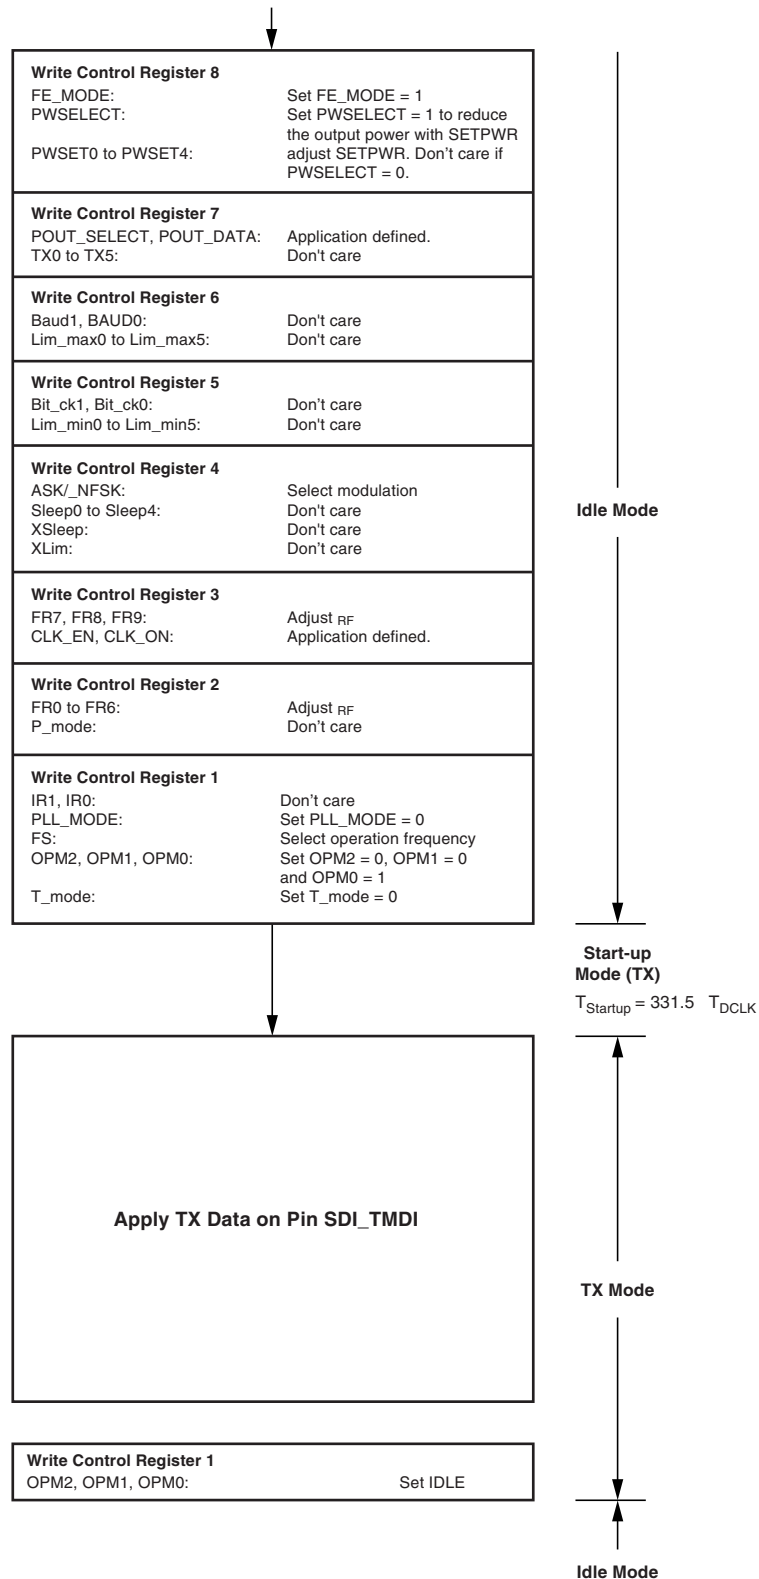 Write Control Register 8
FE_MODE: Set FE_MODE = 1
PWSELECT: Set PWSELECT = 1 to reduce
the output power with SETPWR
PWSET0 to PWSET4: adjust SETPWR. Don't care if
PWSELECT = 0.
Write Control Register 7
POUT_SELECT, POUT_DATA: Application defined.
TX0 to TX5: Don't care
Write Control Register 6
Baud1, BAUD0: Don't care
Lim_max0 to Lim_max5: Don't care
Write Control Register 5
Bit_ck1, Bit_ck0: Don't care
Lim_min0 to Lim_min5: Don't care
Write Control Register 4
ASK/_NFSK: Select modulation
Sleep0 to Sleep4: Don't care
XSleep: Don't care
XLim: Don't care
Idle Mode
Write Control Register 3
FR7, FR8, FR9: Adjust RF
CLK_EN, CLK_ON: Application defined.
Write Control Register 2
FR0 to FR6: Adjust RF
P_mode: Don't care
Write Control Register 1
IR1, IR0: Don't care
PLL_MODE: Set PLL_MODE = 0
FS: Select operation frequency
OPM2, OPM1, OPM0: Set OPM2 = 0, OPM1 = 0
and OPM0 = 1
T_mode: Set T_mode = 0
Start-up
Mode (TX)
TStartup = 331.5 TDCLK
Apply TX Data on Pin SDI_TMDI
TX Mode
Write Control Register 1
OPM2, OPM1, OPM0: Set IDLE
Idle Mode